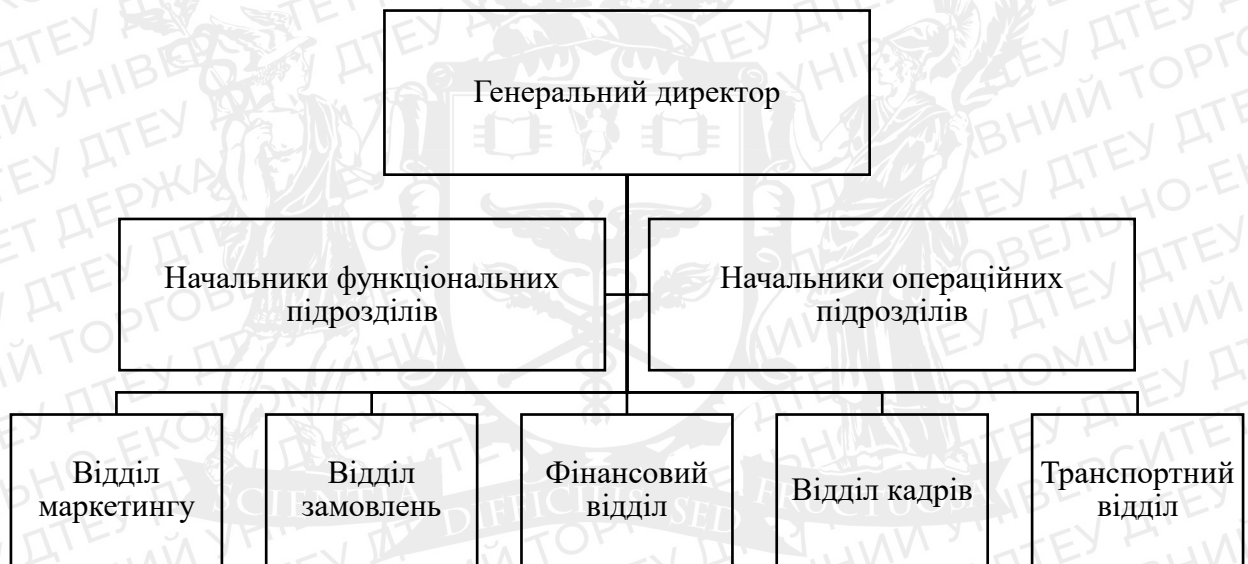 Генеральний директор
Начальники функціональних
підрозділів
Начальники операційних
підрозділів
Відділ
маркетингу
Відділ
замовлень
Фінансовий
відділ
Відділ кадрів
Транспортний
відділ